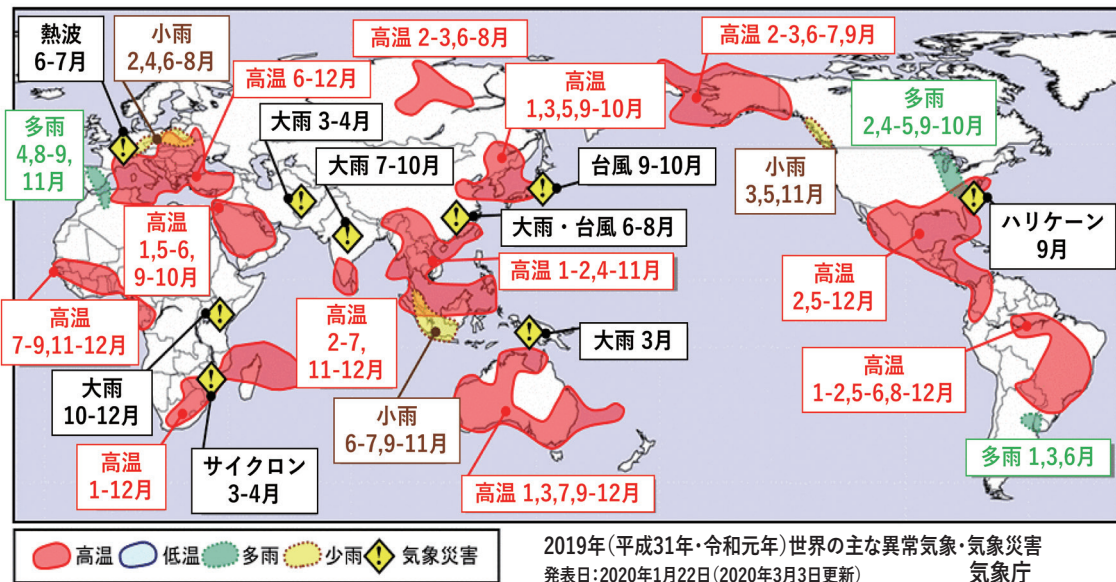 熱波
6-7月
小雨
2,4,6-8月
高温 2-3,6-8月
高温 2-3,6-7,9月
高温 6-12月
高温
1,3,5,9-10月
多雨
2,4-5,9-10月
大雨 3-4月
多雨
4,8-9,
11月
大雨 7-10月
台風 9-10月
小雨
3,5,11月
大雨・台風 6-8月
ハリケーン
9月
高温
1,5-6,
9-10月
高温 1-2,4-11月
高温
2,5-12月
高温
7-9,11-12月
高温
2-7,
11-12月
大雨 3月
高温
1-2,5-6,8-12月
大雨
10-12月
小雨
6-7,9-11月
高温
1-12月
サイクロン
3-4月
高温 1,3,7,9-12月
多雨 1,3,6月
高温 低温 多雨 少雨 気象災害
2019年(平成31年・令和元年)世界の主な異常気象・気象災害
発表日:2020年1月22日(2020年3月3日更新) 気象庁